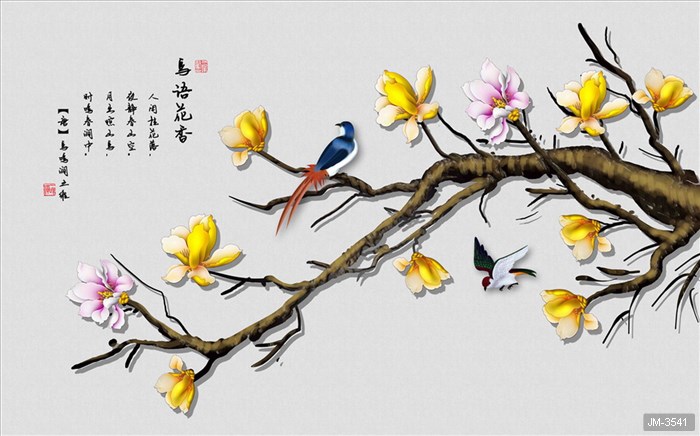 鸟语花香
人闲桂花落，
夜静春山空。
月出惊山鸟，
时鸣春涧中。
【唐】鸟鸣涧王维
JM-3541